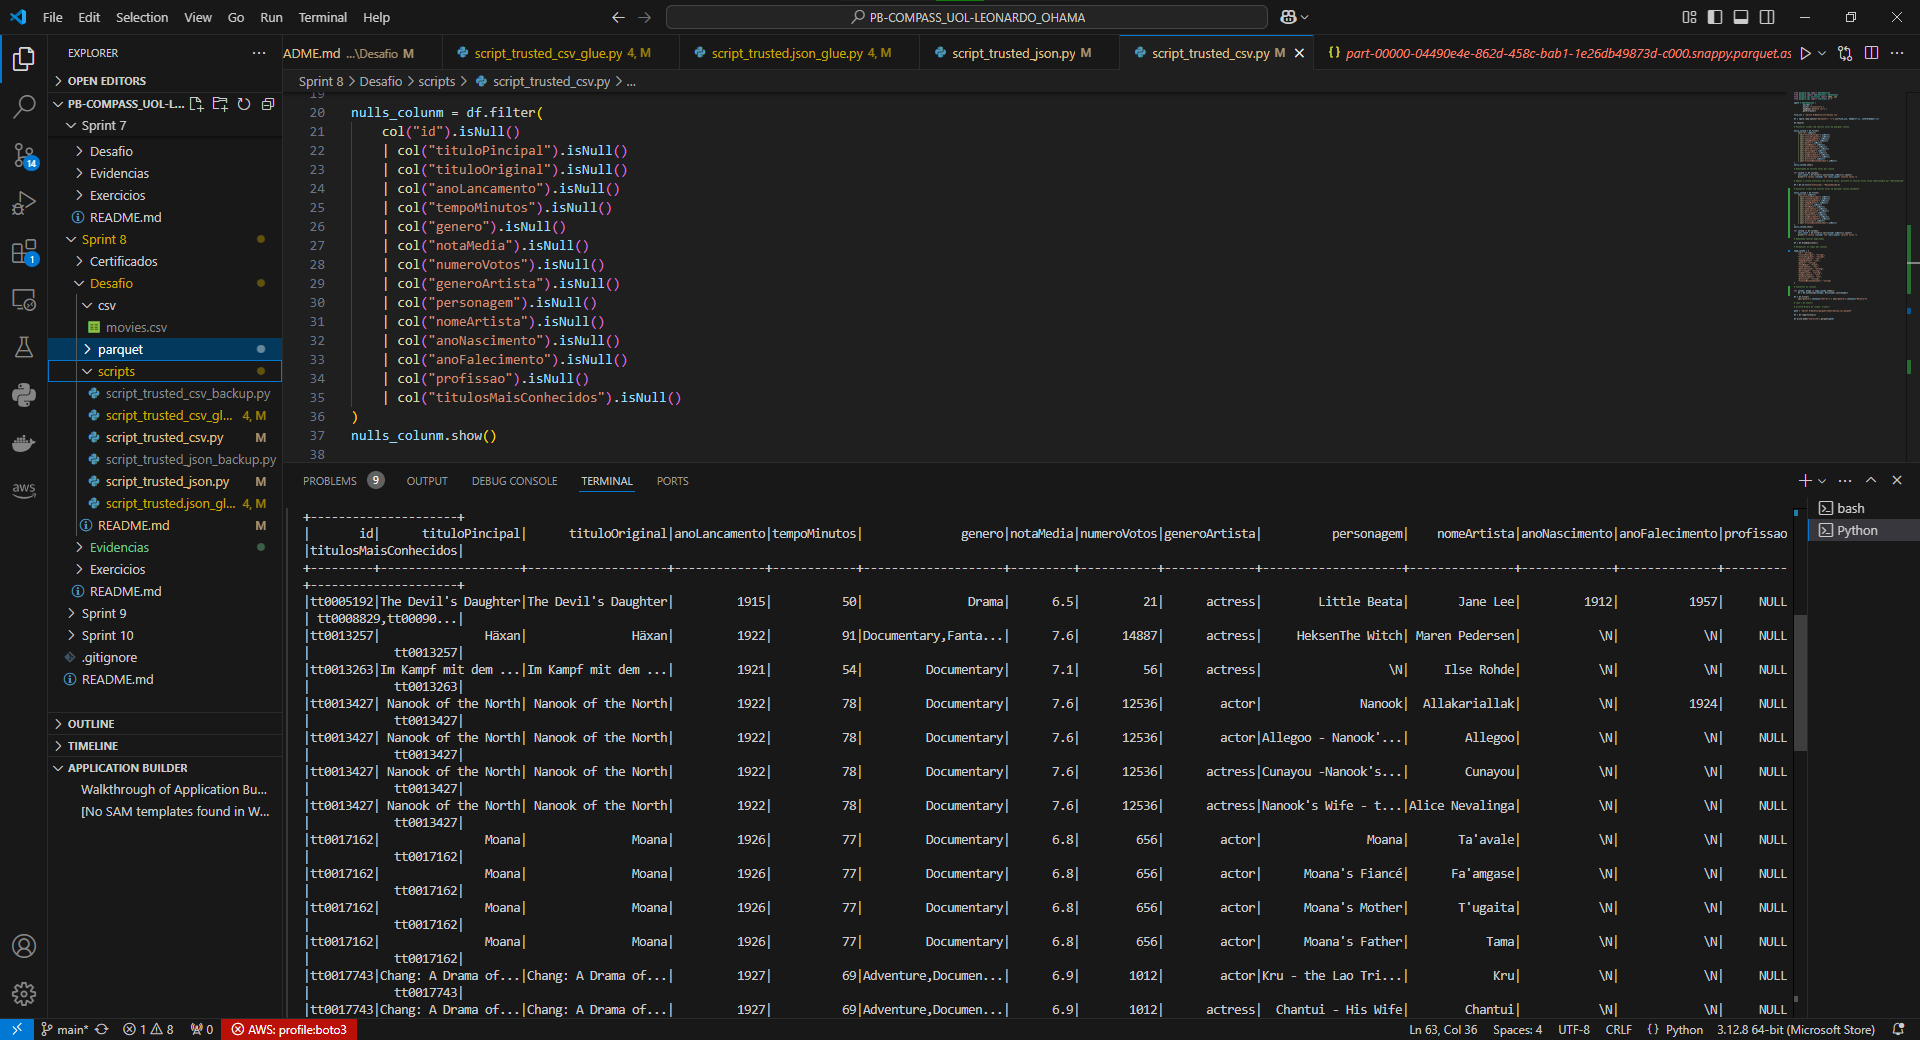 File Edit Selection View Go Run Terminal Help
PB-COMPASS_UOL-LEONARDO_OHAMA
EXPLORER
OPEN EDITORS
PB-COMPASS_UOL-L...
Sprint 7
Desafio
Evidencias
Exercicios
README.md
Sprint 8
Certificados
Desafio
csv
movies.csv
parquet
scripts
script_trusted_csv_backup.py
script_trusted_csv_gl... 4, M
script_trusted_csv.py M
script_trusted_json_backup.py
script_trusted_json.py M
script_trusted.json_gl... 4, M
README.md M
Evidencias
Exercicios
README.md
Sprint 9
Sprint 10
.gitignore
README.md
OUTLINE
TIMELINE
APPLICATION BUILDER
Walkthrough of Application Bu...
[No SAM templates found in W...
14
1
aws
ADME.md ...\Desafio M
script_trusted_csv_glue.py 4, M
script_trusted.json_glue.py 4, M
script_trusted_json.py M
script_trusted_csv.py M
part-00000-04490e4e-862d-458c-bab1-1e26db49873d-c000.snappy.parquet.as
Sprint 8 > Desafio > scripts > script_trusted_csv.py > ...
19
20 nulls_colunm = df.filter(
21 col("id").isNull()
22 | col("tituloPincipal").isNull()
23 | col("tituloOriginal").isNull()
24 | col("anoLancamento").isNull()
25 | col("tempoMinutos").isNull()
26 | col("genero").isNull()
27 | col("notaMedia").isNull()
28 | col("numeroVotos").isNull()
29 | col("generoArtista").isNull()
30 | col("personagem").isNull()
31 | col("nomeArtista").isNull()
32 | col("anoNascimento").isNull()
33 | col("anoFalecimento").isNull()
34 | col("profissao").isNull()
35 | col("titulosMaisConhecidos").isNull()
36 )
37 nulls_colunm.show()
38
PROBLEMS 9 OUTPUT DEBUG CONSOLE TERMINAL PORTS
bash
Python
+--------------------+
| id| tituloPincipal| tituloOriginal|anoLancamento|tempoMinutos| genero|notaMedia|numeroVotos|generoArtista| personagem| nomeArtista|anoNascimento|anoFalecimento|profissao
|titulosMaisConhecidos|
+---------+-------------------+-------------------+-------------+------------+-------------------+---------+-----------+-------------+-------------------+---------------+-------------+--------------+---------
+--------------------+
|tt0005192|The Devil's Daughter|The Devil's Daughter| 1915| 50| Drama| 6.5| 21| actress| Little Beata| Jane Lee| 1912| 1957| NULL
| tt0008829,tt00090...|
|tt0013257| Häxan| Häxan| 1922| 91|Documentary,Fanta...| 7.6| 14887| actress| HeksenThe Witch| Maren Pedersen| \N| \N| NULL
| tt0013257|
|tt0013263|Im Kampf mit dem ...|Im Kampf mit dem ...| 1921| 54| Documentary| 7.1| 56| actress| \N| Ilse Rohde| \N| \N| NULL
| tt0013263|
|tt0013427| Nanook of the North| Nanook of the North| 1922| 78| Documentary| 7.6| 12536| actor| Nanook| Allakariallak| \N| 1924| NULL
| tt0013427|
|tt0013427| Nanook of the North| Nanook of the North| 1922| 78| Documentary| 7.6| 12536| actor|Allegoo - Nanook'...| Allegoo| \N| \N| NULL
| tt0013427|
|tt0013427| Nanook of the North| Nanook of the North| 1922| 78| Documentary| 7.6| 12536| actress|Cunayou -Nanook's...| Cunayou| \N| \N| NULL
| tt0013427|
|tt0013427| Nanook of the North| Nanook of the North| 1922| 78| Documentary| 7.6| 12536| actress|Nanook's Wife - t...|Alice Nevalinga| \N| \N| NULL
| tt0013427|
|tt0017162| Moana| Moana| 1926| 77| Documentary| 6.8| 656| actor| Moana| Ta'avale| \N| \N| NULL
| tt0017162|
|tt0017162| Moana| Moana| 1926| 77| Documentary| 6.8| 656| actor| Moana's Fiancé| Fa'amgase| \N| \N| NULL
| tt0017162|
|tt0017162| Moana| Moana| 1926| 77| Documentary| 6.8| 656| actor| Moana's Mother| T'ugaita| \N| \N| NULL
| tt0017162|
|tt0017162| Moana| Moana| 1926| 77| Documentary| 6.8| 656| actor| Moana's Father| Tama| \N| \N| NULL
| tt0017162|
|tt0017743|Chang: A Drama of...|Chang: A Drama of...| 1927| 69|Adventure,Documen...| 6.9| 1012| actor|Kru - the Lao Tri...| Kru| \N| \N| NULL
| tt0017743|
|tt0017743|Chang: A Drama of...|Chang: A Drama of...| 1927| 69|Adventure,Documen...| 6.9| 1012| actress| Chantui - His Wife| Chantui| \N| \N| NULL
main* 1 8 0 AWS: profile:boto3 Ln 63, Col 36 Spaces: 4 UTF-8 CRLF {} Python 3.12.8 64-bit (Microsoft Store)